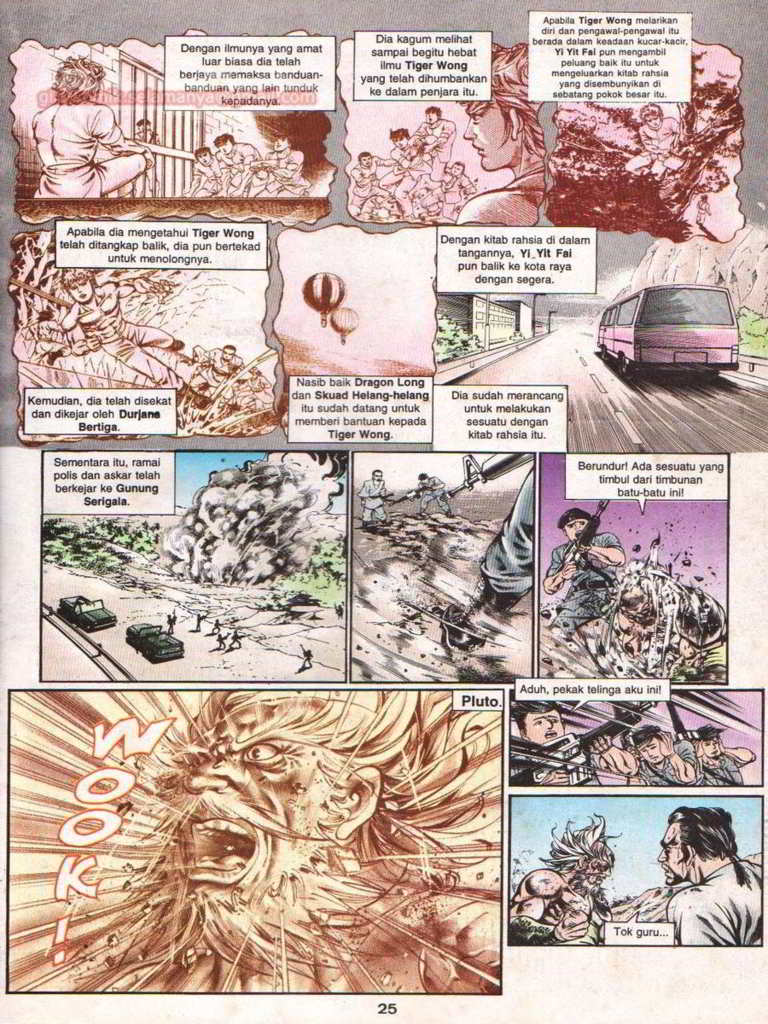 Dengan ilmunya yang amat
luar biasa dia telah
berjaya memaksa banduan-
banduan yang lain tunduk
kepadanya.
Dia kagum melihat
sampai begitu hebat
ilmu Tiger Wong
yang telah dihumbankan
ke dalam penjara itu.
Apabila Tiger Wong melarikan
diri dan pengawal-pengawal itu
berada dalam keadaan kucar-kacir,
Yi Yit Fai pun mengambil
peluang baik itu untuk
mengeluarkan kitab rahsia
yang disembunyikan di
sebatang pokok besar itu.
Apabila dia mengetahui Tiger Wong
telah ditangkap balik, dia pun bertekad
untuk menolongnya.
Kemudian, dia telah disekat
dan dikejar oleh Durjane
Bertiga.
Nasib baik Dragon Long
dan Skuad Helang-helang
itu sudah datang untuk
memberi bantuan kepada
Tiger Wong.
Dengan kitab rahsia di dalam
tangannya, Yi Yit Fai
pun balik ke kota raya
dengan segera.
Dia sudah merancang
untuk melakukan
sesuatu dengan
kitab rahsia itu.
Sementara itu, ramai
polis dan askar telah
berkejar ke Gunung
Serigala.
Berundur! Ada sesuatu yang
timbul dari timbunan
batu-batu ini!
Pluto.
WOOK!
Aduh, pekak telinga aku ini!
Tok guru...
25